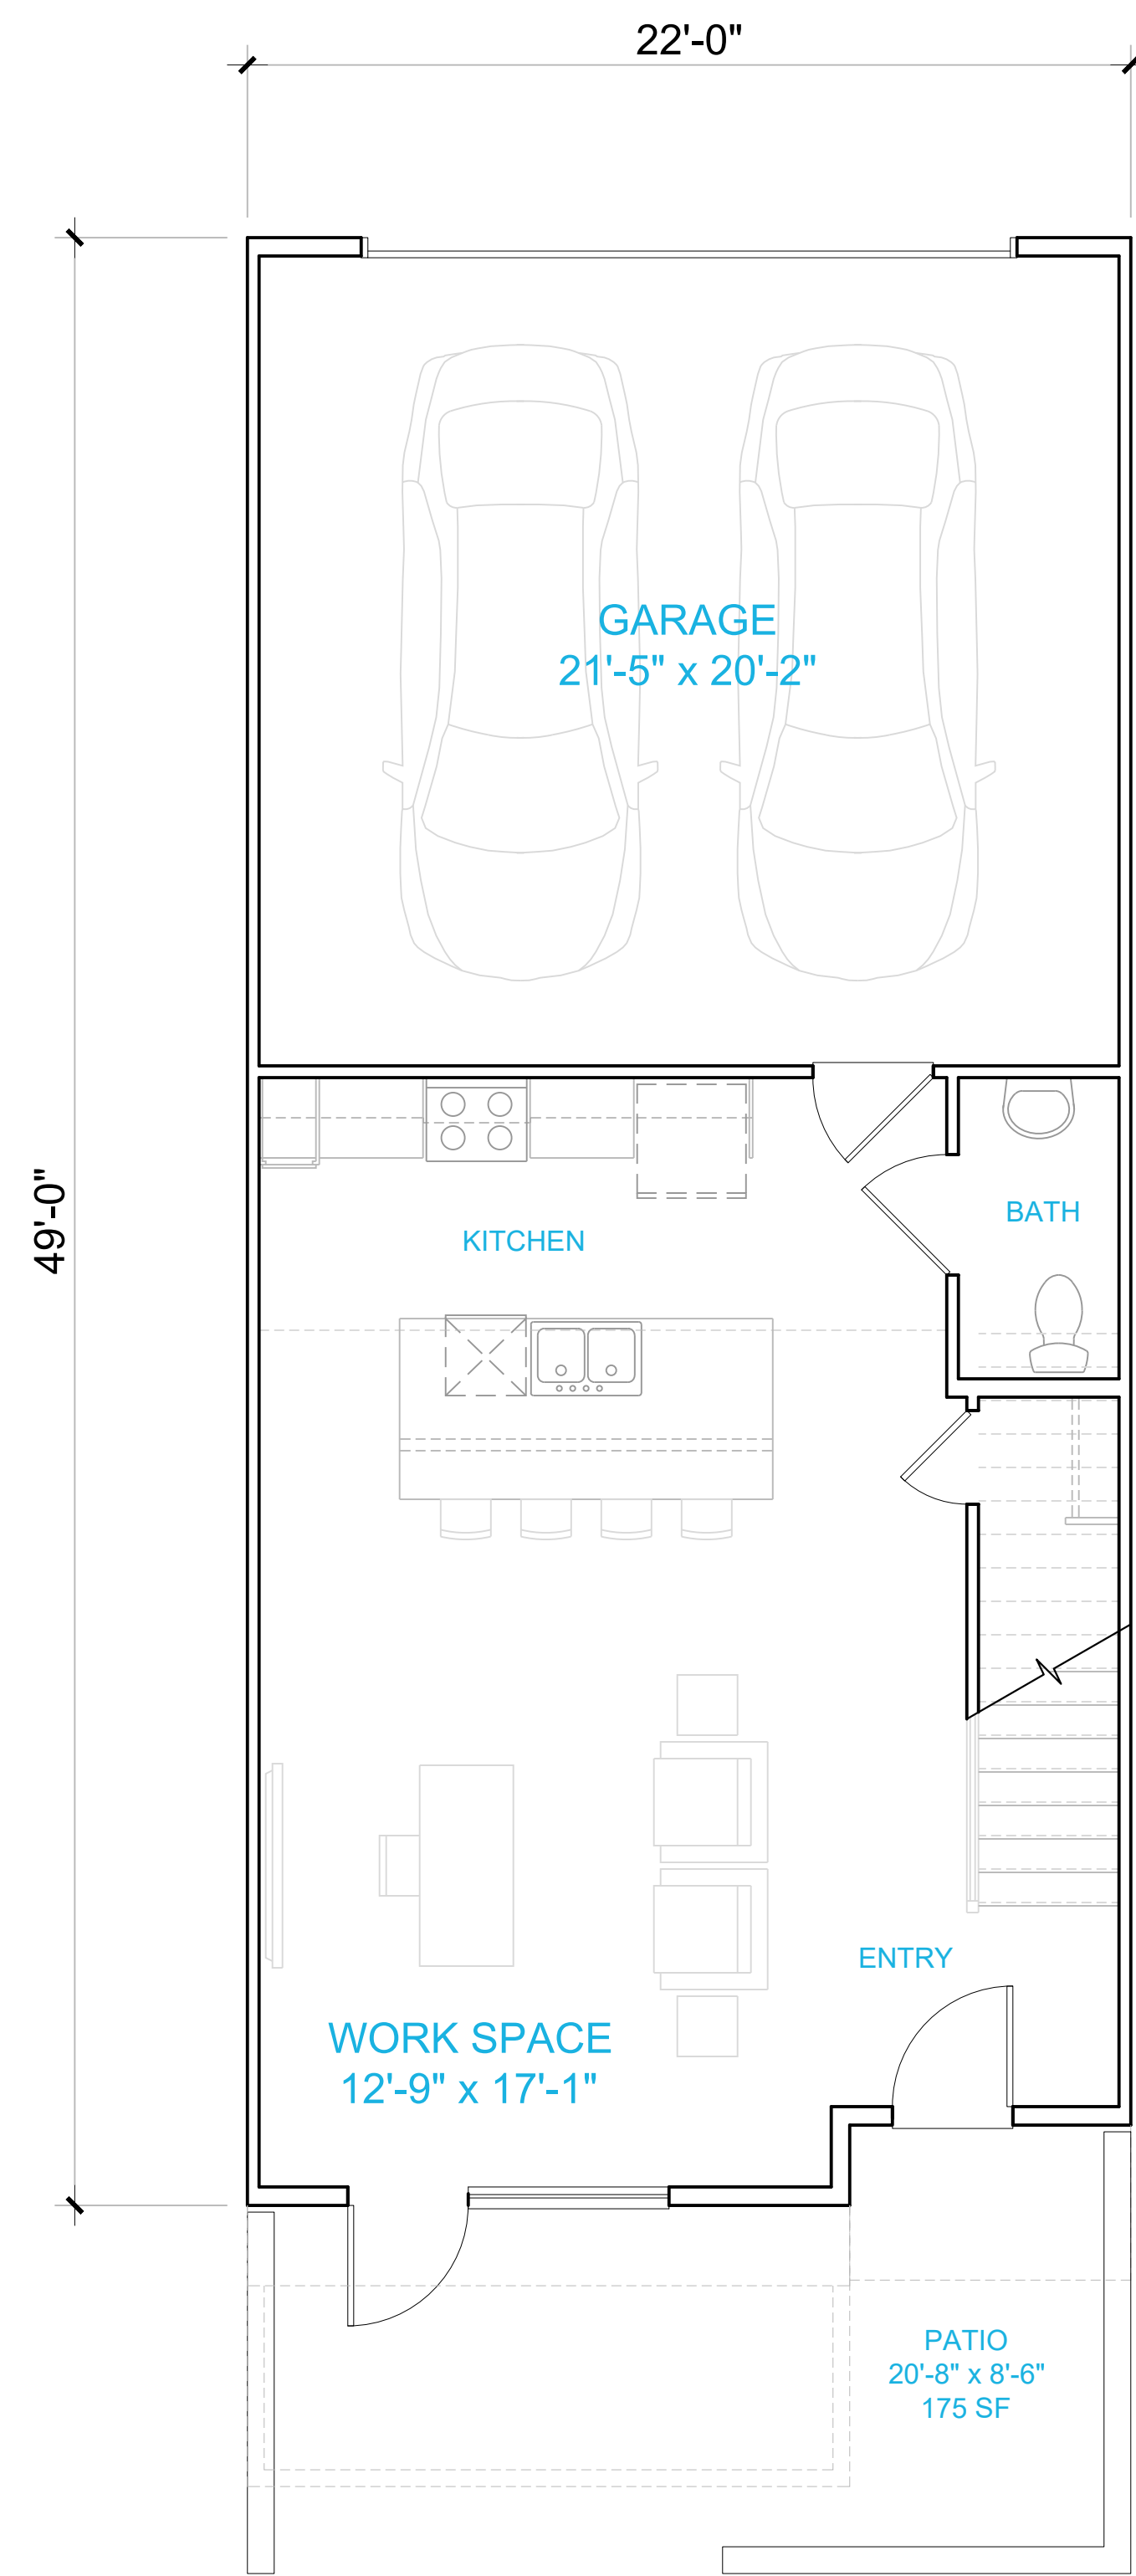 22'-0"
GARAGE
21'-5" x 20'-2"
49'-0"
BATH
KITCHEN
ENTRY
WORK SPACE
12'-9" x 17'-1"
PATIO
20'-8" x 8'-6"
175 SF